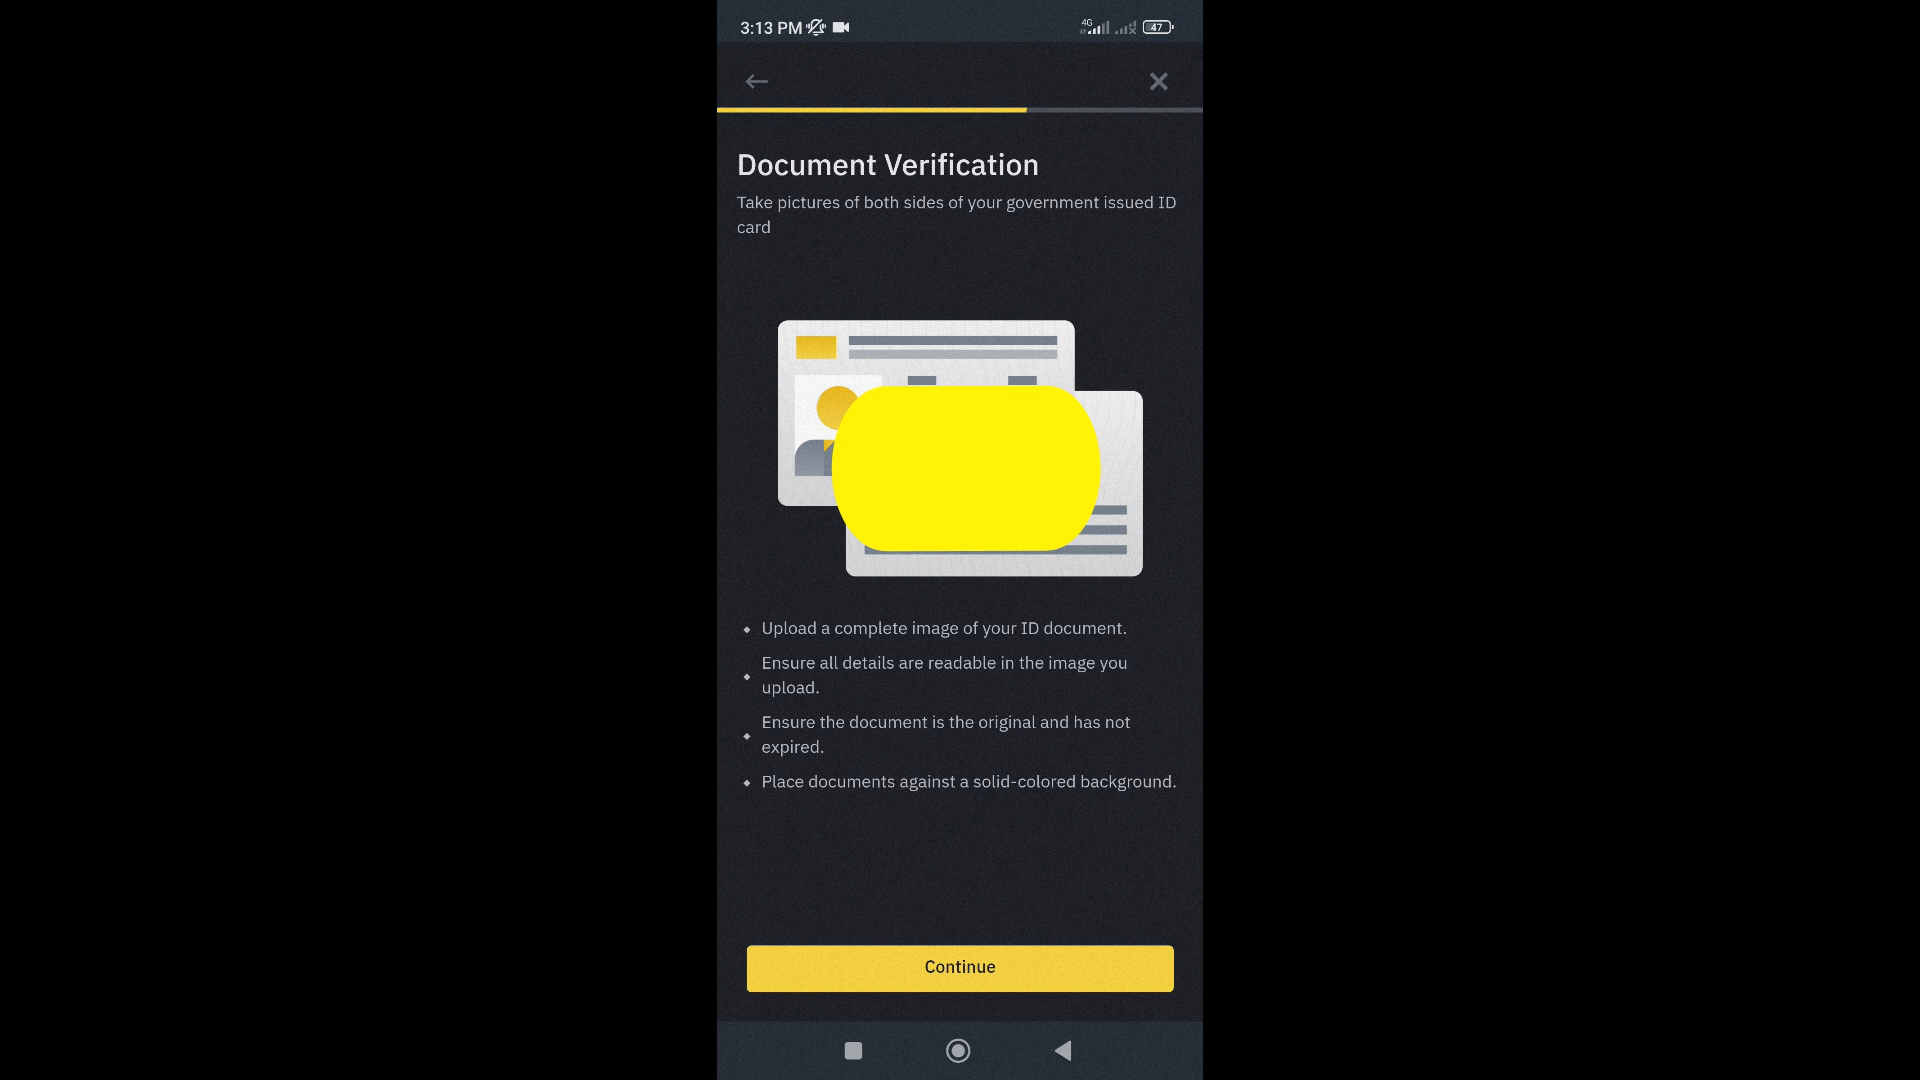 3:13 PM
4G
47
Document Verification
Take pictures of both sides of your government issued ID
card
Upload a complete image of your ID document.
Ensure all details are readable in the image you
upload.
Ensure the document is the original and has not
expired.
Place documents against a solid-colored background.
Continue